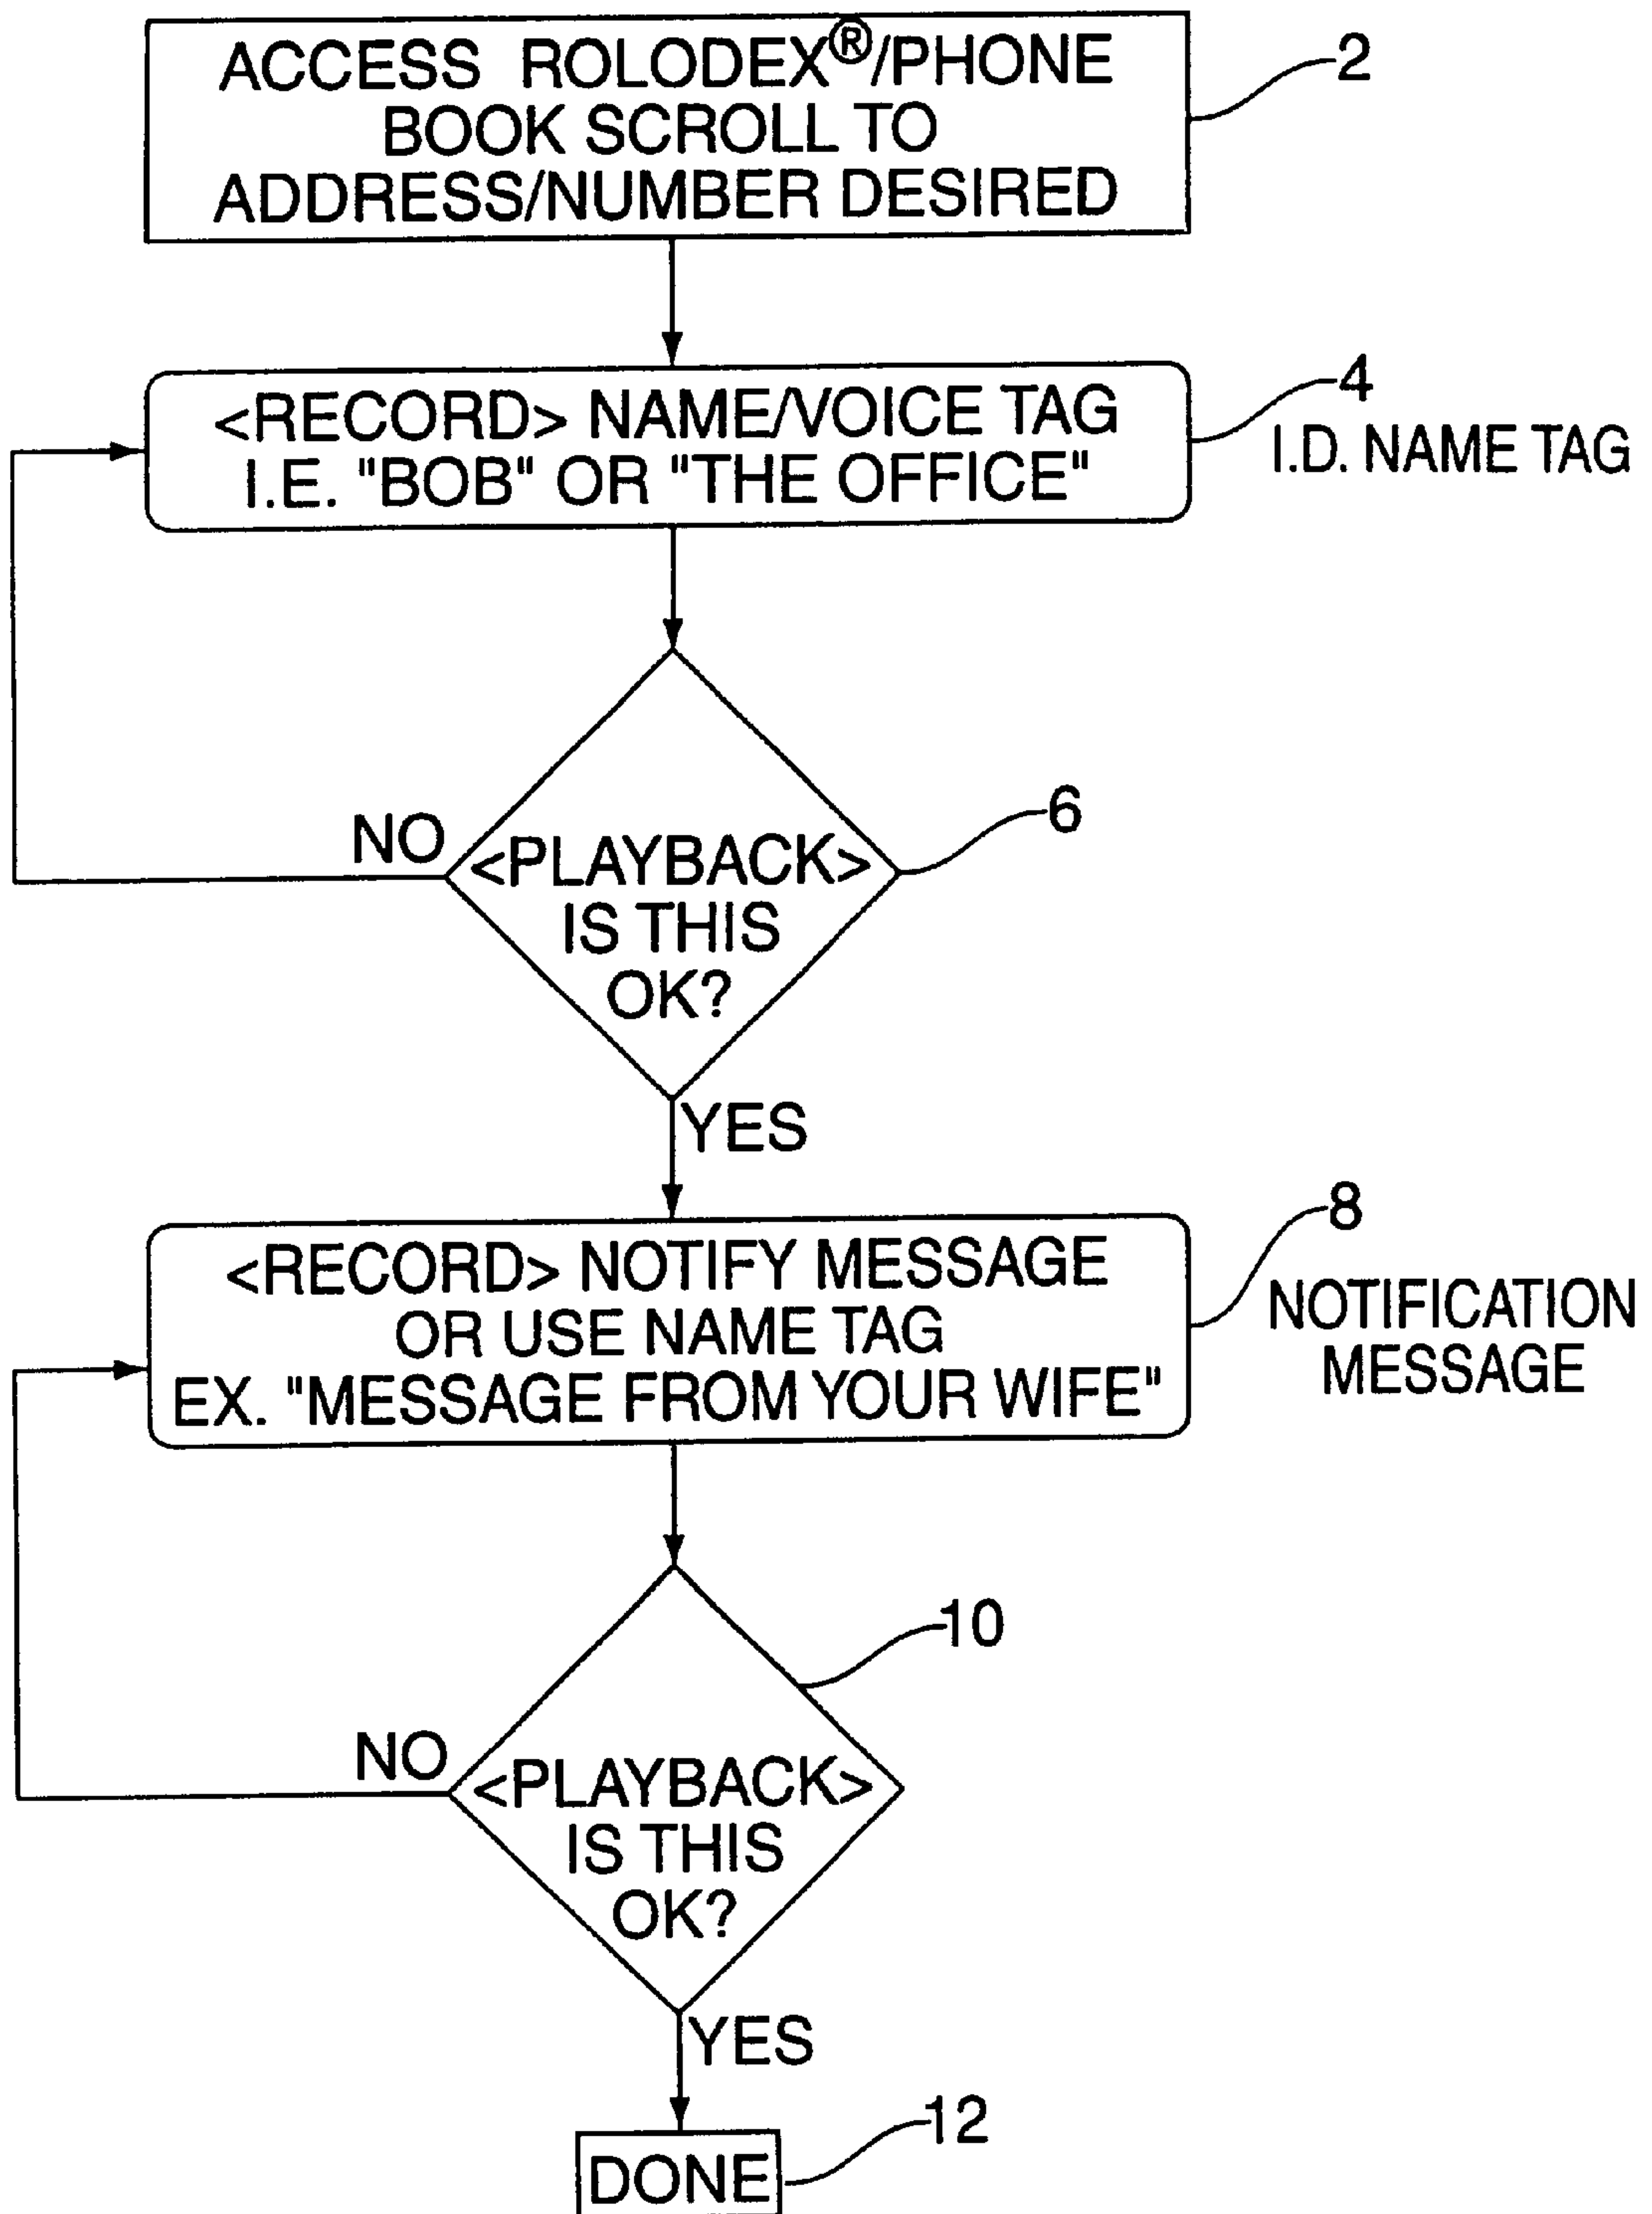 ACCESS ROLODEX®/PHONE
BOOK SCROLL TO
ADDRESS/NUMBER DESIRED
2
<RECORD> NAME/VOICE TAG
I.E. "BOB" OR "THE OFFICE"
4
I.D. NAME TAG
NO
<PLAYBACK>
IS THIS
OK?
6
YES
<RECORD> NOTIFY MESSAGE
OR USE NAME TAG
EX. "MESSAGE FROM YOUR WIFE"
8
NOTIFICATION
MESSAGE
10
NO
<PLAYBACK>
IS THIS
OK?
YES
12
DONE